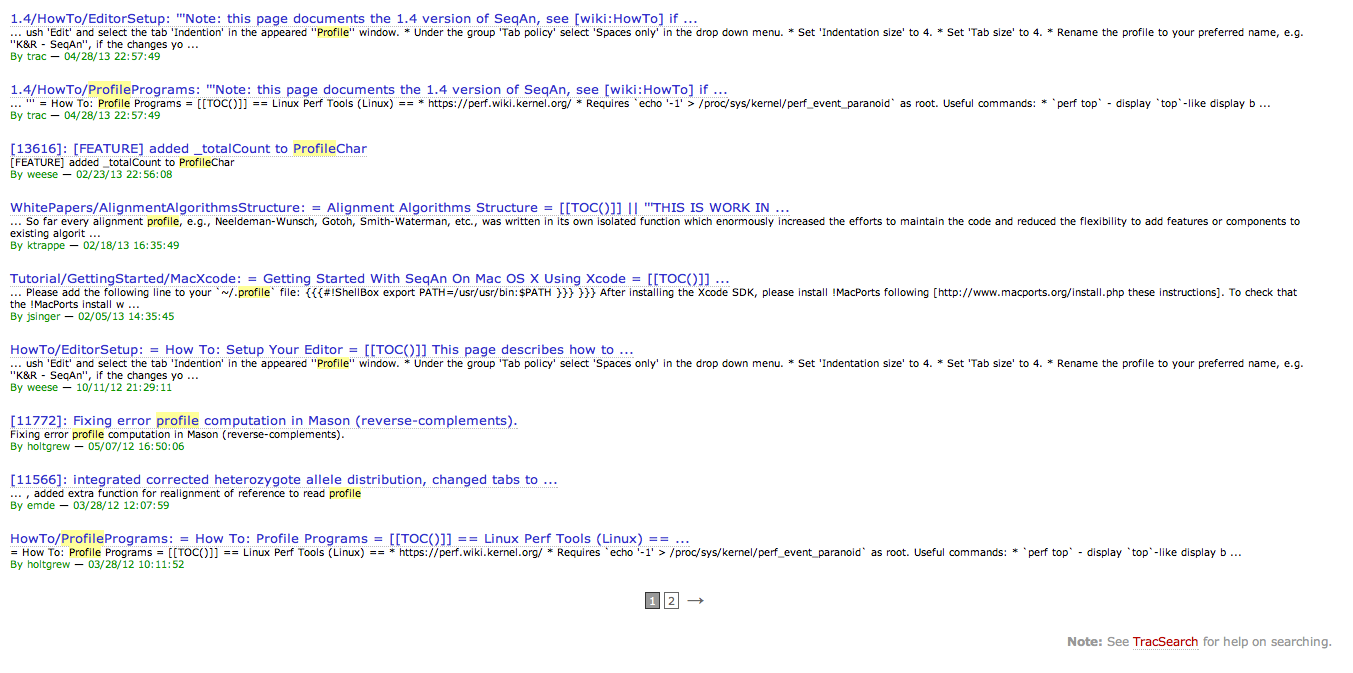 1.4/HowTo/EditorSetup: '''Note: this page documents the 1.4 version of SeqAn, see [wiki:HowTo] if ...
... ush 'Edit' and select the tab 'Indention' in the appeared ''Profile'' window. * Under the group 'Tab policy' select 'Spaces only' in the drop down menu. * Set 'Indentation size' to 4. * Set 'Tab size' to 4. * Rename the profile to your preferred name, e.g.
''K&R - SeqAn'', if the changes yo ...
By trac — 04/28/13 22:57:49
1.4/HowTo/ProfilePrograms: '''Note: this page documents the 1.4 version of SeqAn, see [wiki:HowTo] if ...
... ''' = How To: Profile Programs = [[TOC()]] == Linux Perf Tools (Linux) == * https://perf.wiki.kernel.org/ * Requires `echo '-1' > /proc/sys/kernel/perf_event_paranoid` as root. Useful commands: * `perf top` - display `top`-like display b ...
By trac — 04/28/13 22:57:49
[13616]: [FEATURE] added _totalCount to ProfileChar
[FEATURE] added _totalCount to ProfileChar
By weese — 02/23/13 22:56:08
WhitePapers/AlignmentAlgorithmsStructure: = Alignment Algorithms Structure = [[TOC()]] || '''THIS IS WORK IN ...
... So far every alignment profile, e.g., Neeldeman-Wunsch, Gotoh, Smith-Waterman, etc., was written in its own isolated function which enormously increased the efforts to maintain the code and reduced the flexibility to add features or components to
existing algorit ...
By ktrappe — 02/18/13 16:35:49
Tutorial/GettingStarted/MacXcode: = Getting Started With SeqAn On Mac OS X Using Xcode = [[TOC()]] ...
... Please add the following line to your `~/.profile` file: {{{#!ShellBox export PATH=/usr/usr/bin:$PATH }}} }}} After installing the Xcode SDK, please install !MacPorts following [http://www.macports.org/install.php these instructions]. To check that
the !MacPorts install w ...
By jsinger — 02/05/13 14:35:45
HowTo/EditorSetup: = How To: Setup Your Editor = [[TOC()]] This page describes how to ...
... ush 'Edit' and select the tab 'Indention' in the appeared ''Profile'' window. * Under the group 'Tab policy' select 'Spaces only' in the drop down menu. * Set 'Indentation size' to 4. * Set 'Tab size' to 4. * Rename the profile to your preferred name, e.g.
''K&R - SeqAn'', if the changes yo ...
By weese — 10/11/12 21:29:11
[11772]: Fixing error profile computation in Mason (reverse-complements).
Fixing error profile computation in Mason (reverse-complements).
By holtgrew — 05/07/12 16:50:06
[11566]: integrated corrected heterozygote allele distribution, changed tabs to ...
... , added extra function for realignment of reference to read profile
By emde — 03/28/12 12:07:59
HowTo/ProfilePrograms: = How To: Profile Programs = [[TOC()]] == Linux Perf Tools (Linux) == ...
= How To: Profile Programs = [[TOC()]] == Linux Perf Tools (Linux) == * https://perf.wiki.kernel.org/ * Requires `echo '-1' > /proc/sys/kernel/perf_event_paranoid` as root. Useful commands: * `perf top` - display `top`-like display b ...
By holtgrew — 03/28/12 10:11:52
1 2 →
Note: See TracSearch for help on searching.